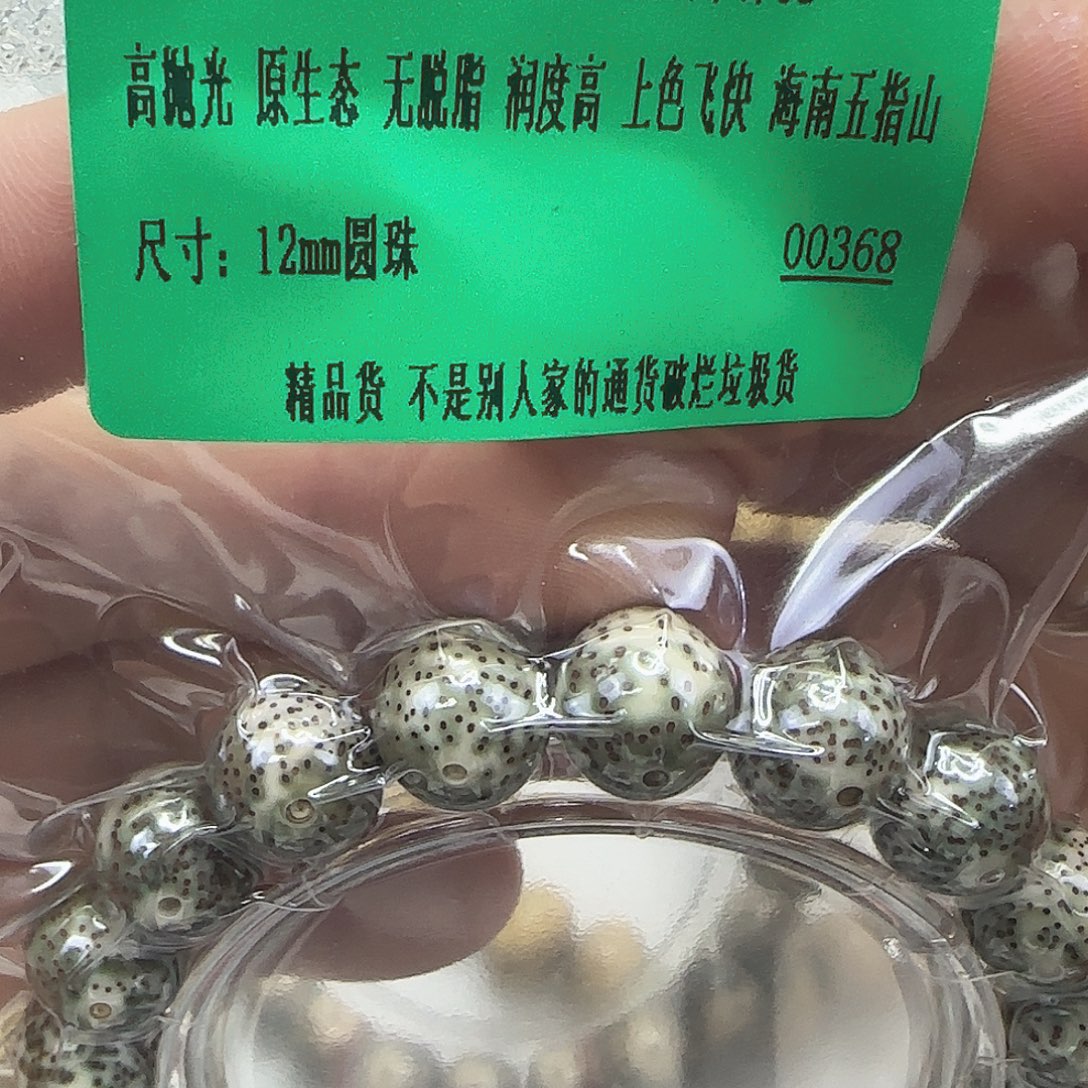 高抛光 原生态 无脱脂 润度高 上色飞快 海南五指山
尺寸：12mm圆珠 00368
精品货 不是别人家的通货破烂垃圾货